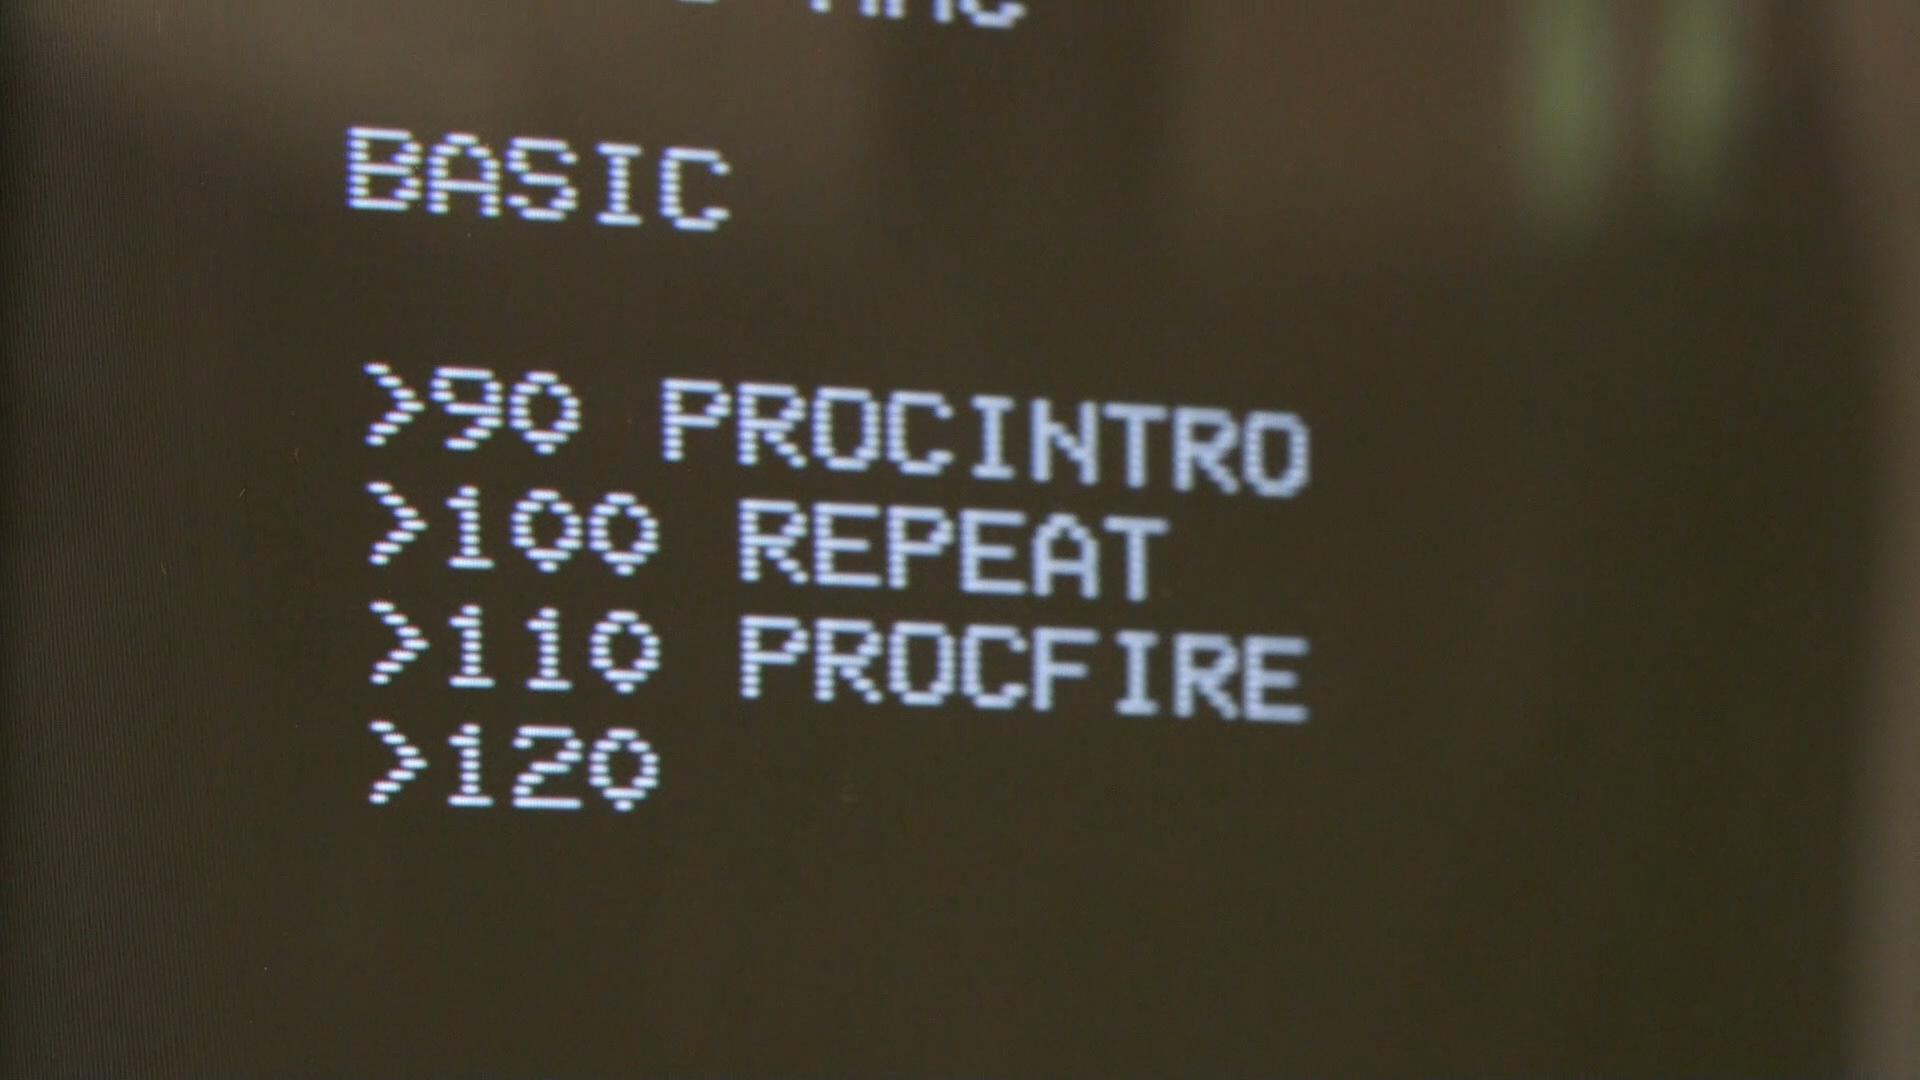 BASIC
>90 PROCINTRO
>100 REPEAT
>110 PROCFIRE
>120